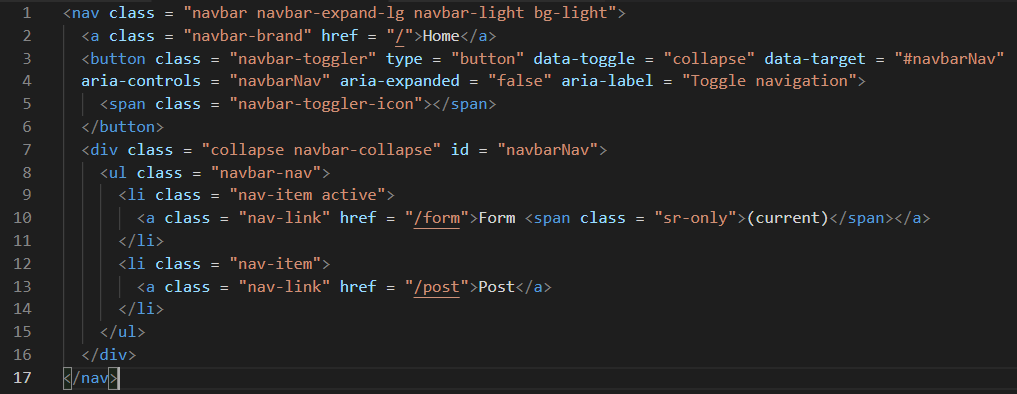 1 <nav class = "navbar navbar-expand-lg navbar-light bg-light">
2 <a class = "navbar-brand" href = "/">Home</a>
3 <button class = "navbar-toggler" type = "button" data-toggle = "collapse" data-target = "#navbarNav"
4 aria-controls = "navbarNav" aria-expanded = "false" aria-label = "Toggle navigation">
5 <span class = "navbar-toggler-icon"></span>
6 </button>
7 <div class = "collapse navbar-collapse" id = "navbarNav">
8 <ul class = "navbar-nav">
9 <li class = "nav-item active">
10 <a class = "nav-link" href = "/form">Form <span class = "sr-only">(current)</span></a>
11 </li>
12 <li class = "nav-item">
13 <a class = "nav-link" href = "/post">Post</a>
14 </li>
15 </ul>
16 </div>
17 </nav>